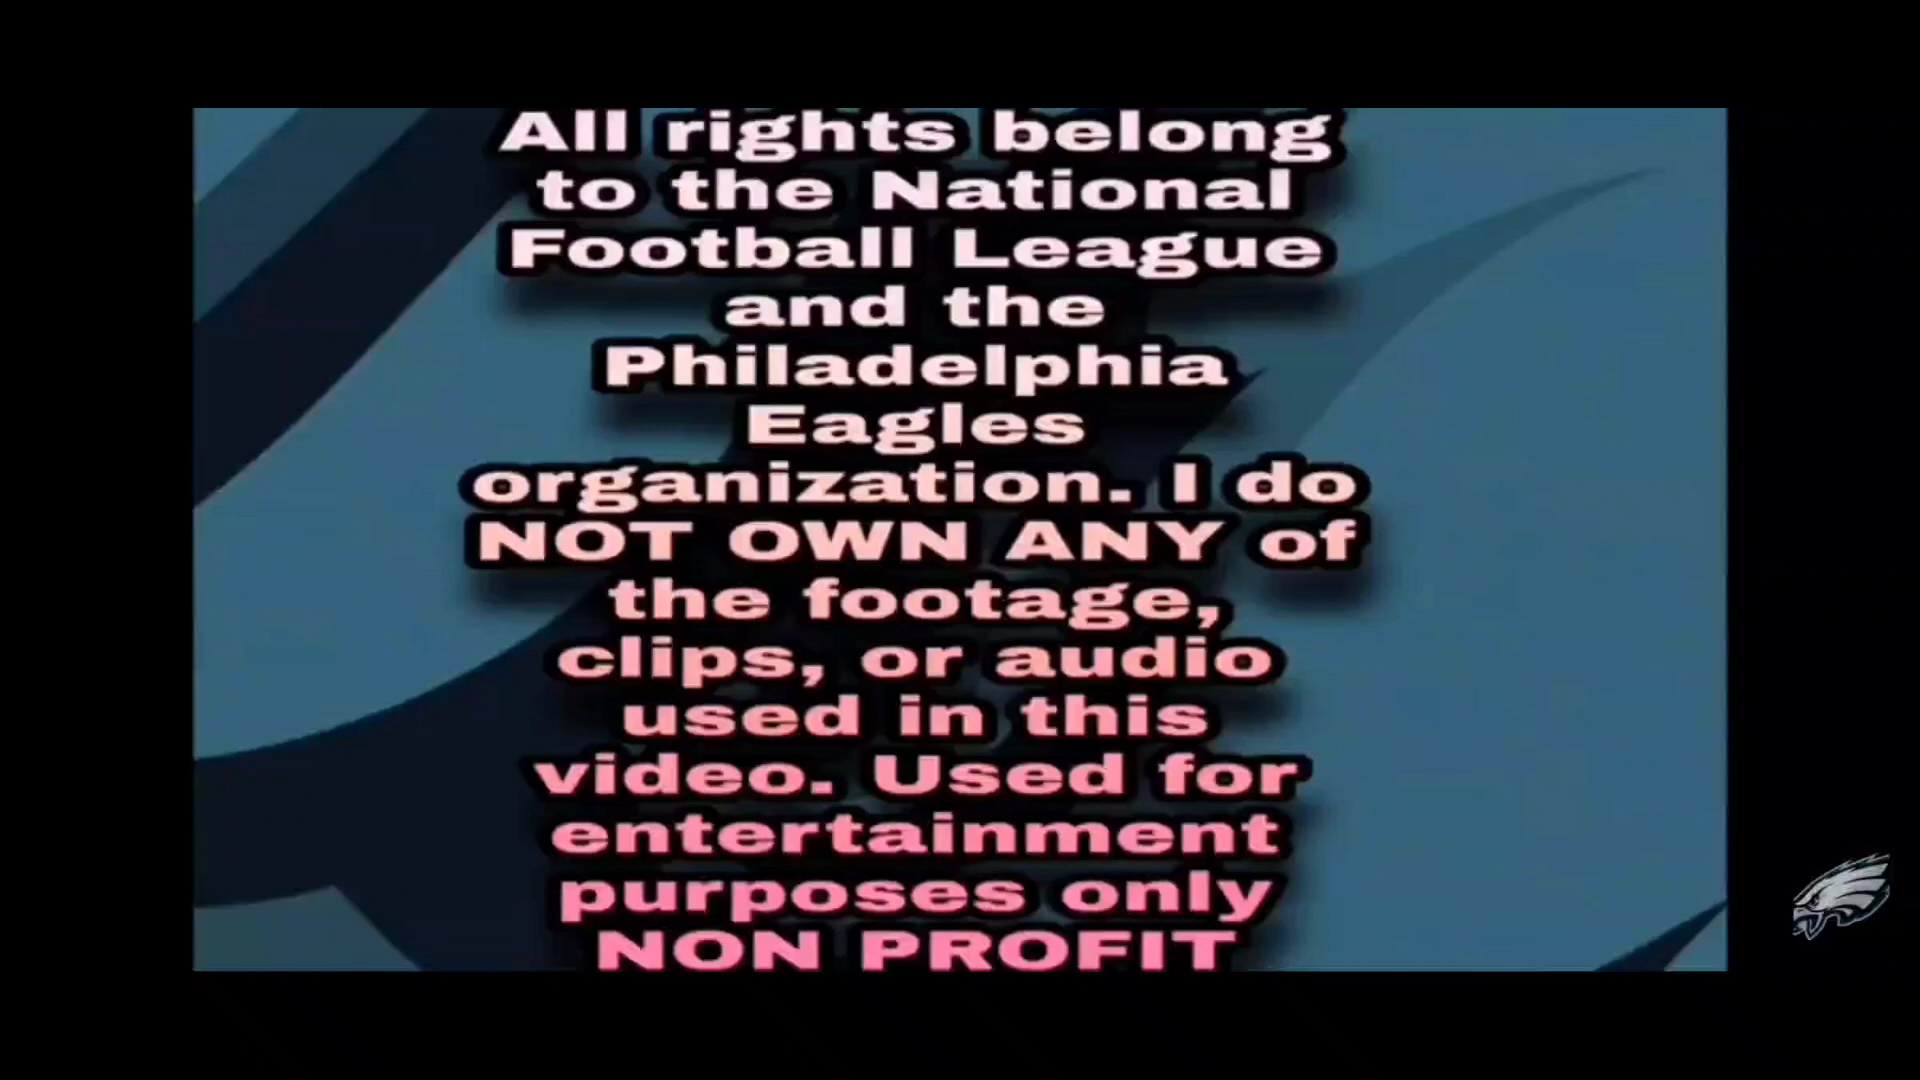 All rights belong
to the National
Football League
and the
Philadelphia
Eagles
organization. I do
NOT OWN ANY of
the footage,
clips, or audio
used in this
video. Used for
entertainment
purposes only
NON PROFIT